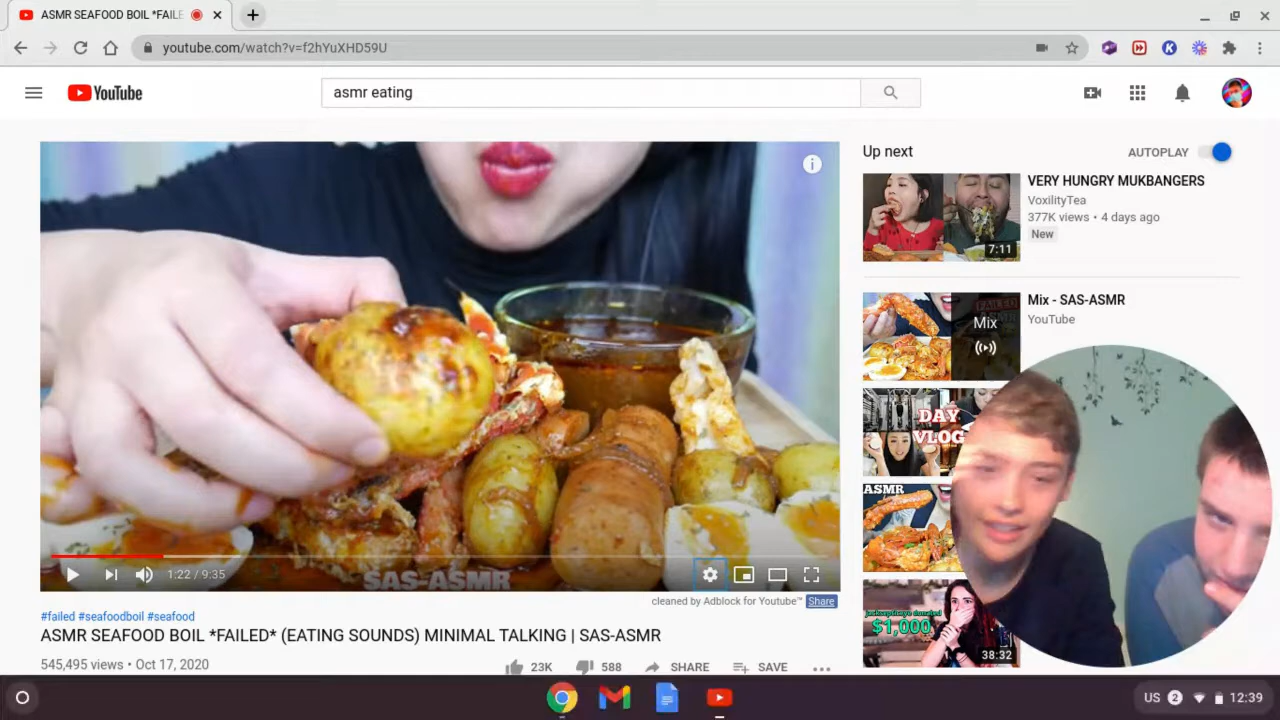 ASMR SEAFOOD BOIL *FAILE
youtube.com/watch?v=f2hYuXHD59U
YouTube
asmr eating
Up next
AUTOPLAY
VERY HUNGRY MUKBANGERS
VoxilityTea
377K views • 4 days ago
New
7:11
Mix - SAS-ASMR
YouTube
Mix
DAY
VLOG
ASMR
$1,000
38:32
SAS-ASMR
1:22 / 9:35
cleaned by Adblock for Youtube™ Share
#failed #seafoodboil #seafood
ASMR SEAFOOD BOIL *FAILED* (EATING SOUNDS) MINIMAL TALKING | SAS-ASMR
545,495 views • Oct 17, 2020
23K 588 SHARE SAVE
US 2 12:39